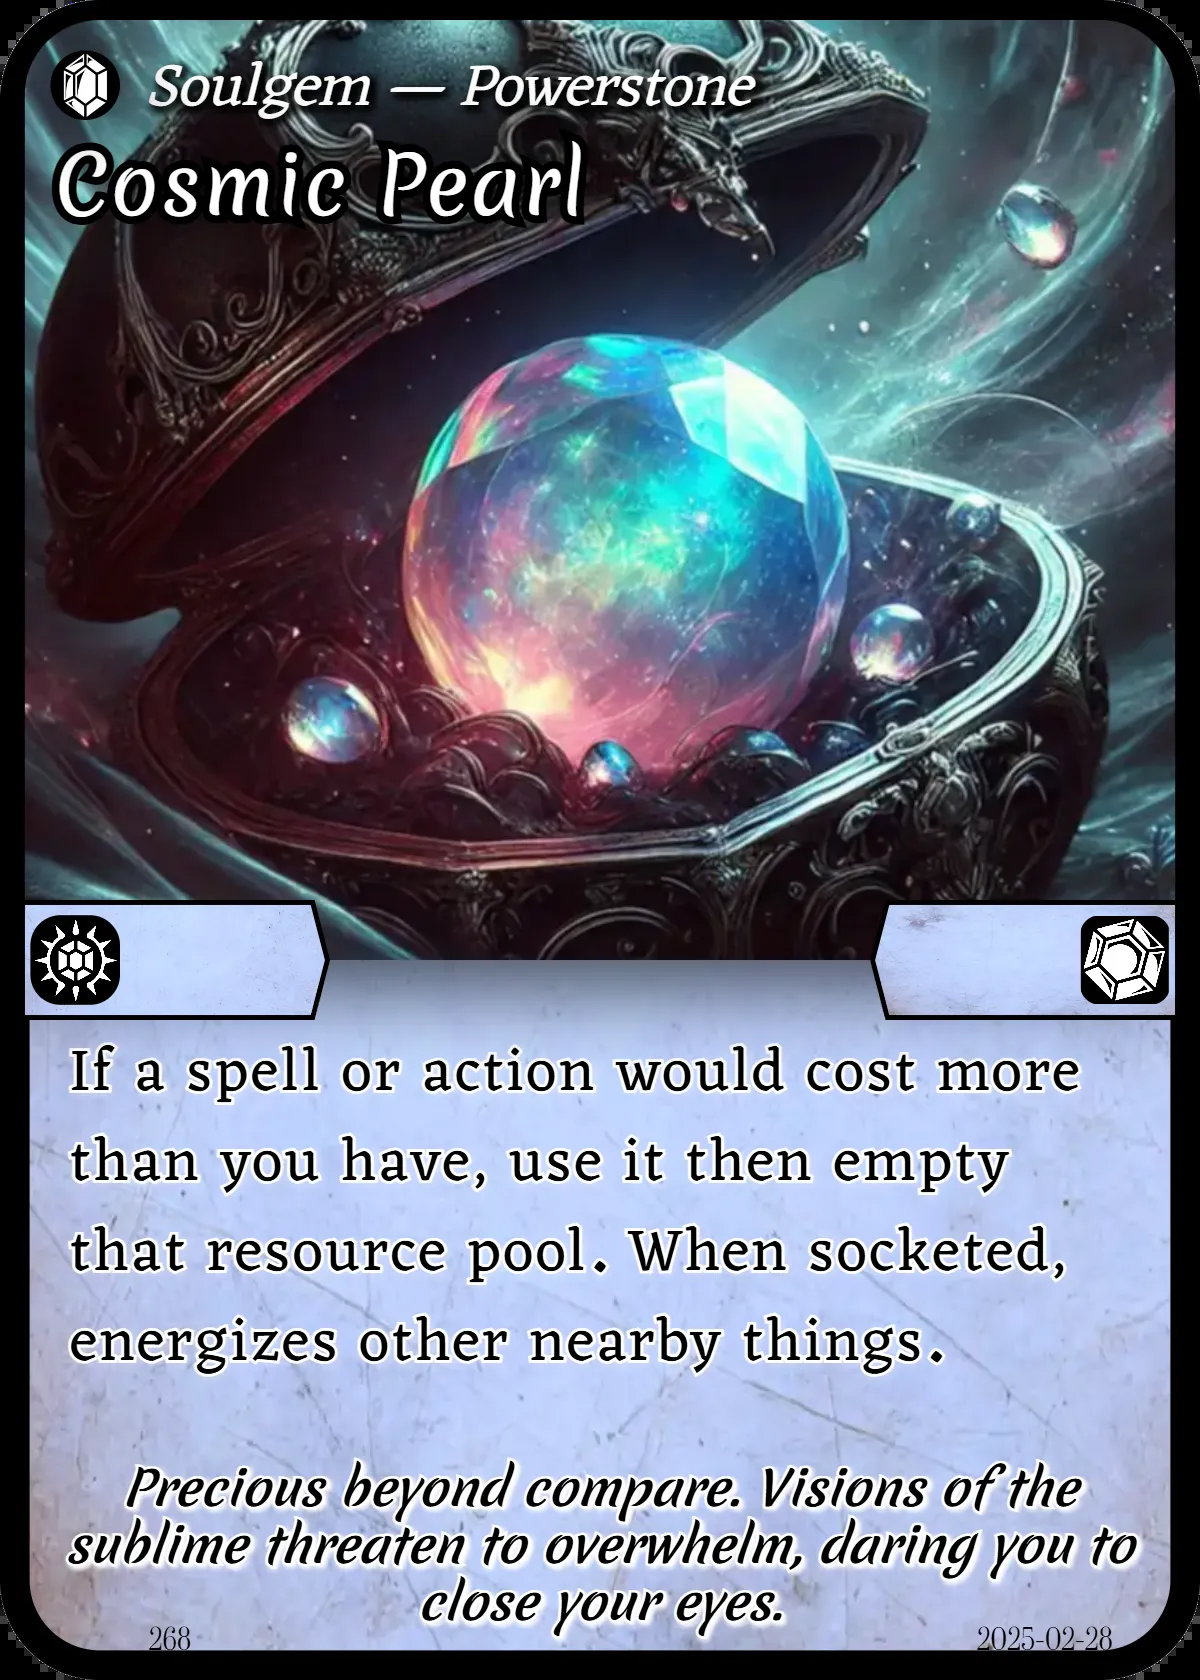 Soulgem — Powerstone
Cosmic Pearl
If a spell or action would cost more
than you have, use it then empty
that resource pool. When socketed,
energizes other nearby things.
Precious beyond compare. Visions of the
sublime threaten to overwhelm, daring you to
close your eyes.
268
2025-02-28